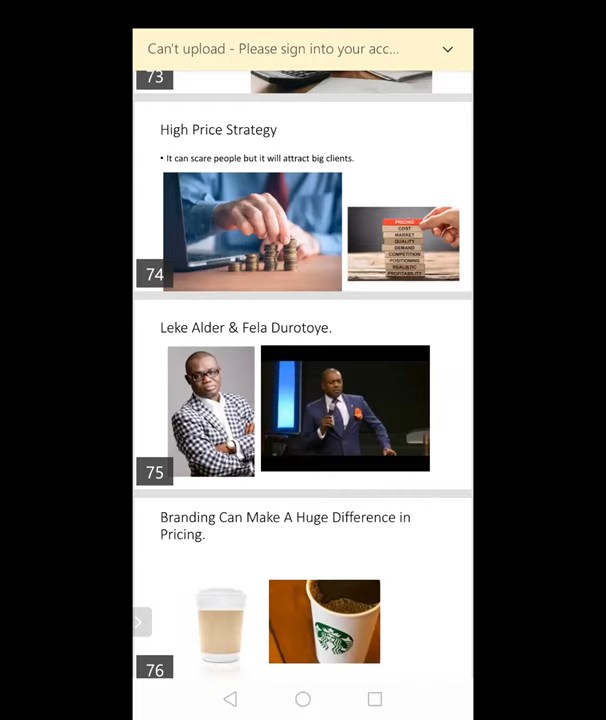 Can't upload - Please sign into your acc...
73
High Price Strategy
• It can scare people but it will attract big clients.
PRICING
COST
MARKET
QUALITY
DEMAND
COMPETITION
POSITIONING
REALISTIC
PROFITABILITY
74
Leke Alder & Fela Durotoye.
75
Branding Can Make A Huge Difference in
Pricing.
76